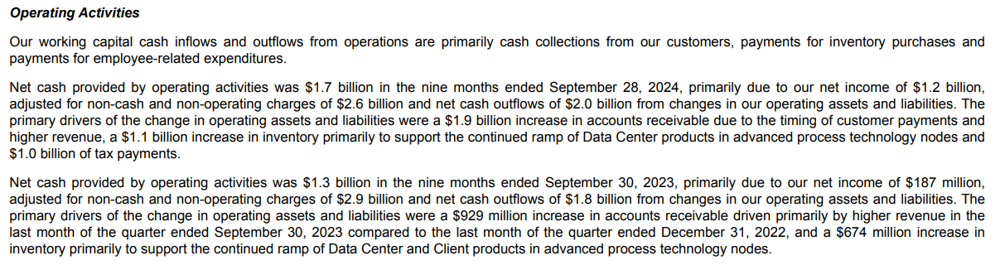 Operating Activities
Our working capital cash inflows and outflows from operations are primarily cash collections from our customers, payments for inventory purchases and
payments for employee-related expenditures.
Net cash provided by operating activities was $1.7 billion in the nine months ended September 28, 2024, primarily due to our net income of $1.2 billion,
adjusted for non-cash and non-operating charges of $2.6 billion and net cash outflows of $2.0 billion from changes in our operating assets and liabilities. The
primary drivers of the change in operating assets and liabilities were a $1.9 billion increase in accounts receivable due to the timing of customer payments and
higher revenue, a $1.1 billion increase in inventory primarily to support the continued ramp of Data Center products in advanced process technology nodes and
$1.0 billion of tax payments.
Net cash provided by operating activities was $1.3 billion in the nine months ended September 30, 2023, primarily due to our net income of $187 million,
adjusted for non-cash and non-operating charges of $2.9 billion and net cash outflows of $1.8 billion from changes in our operating assets and liabilities. The
primary drivers of the change in operating assets and liabilities were a $929 million increase in accounts receivable driven primarily by higher revenue in the
last month of the quarter ended September 30, 2023 compared to the last month of the quarter ended December 31, 2022, and a $674 million increase in
inventory primarily to support the continued ramp of Data Center and Client products in advanced process technology nodes.